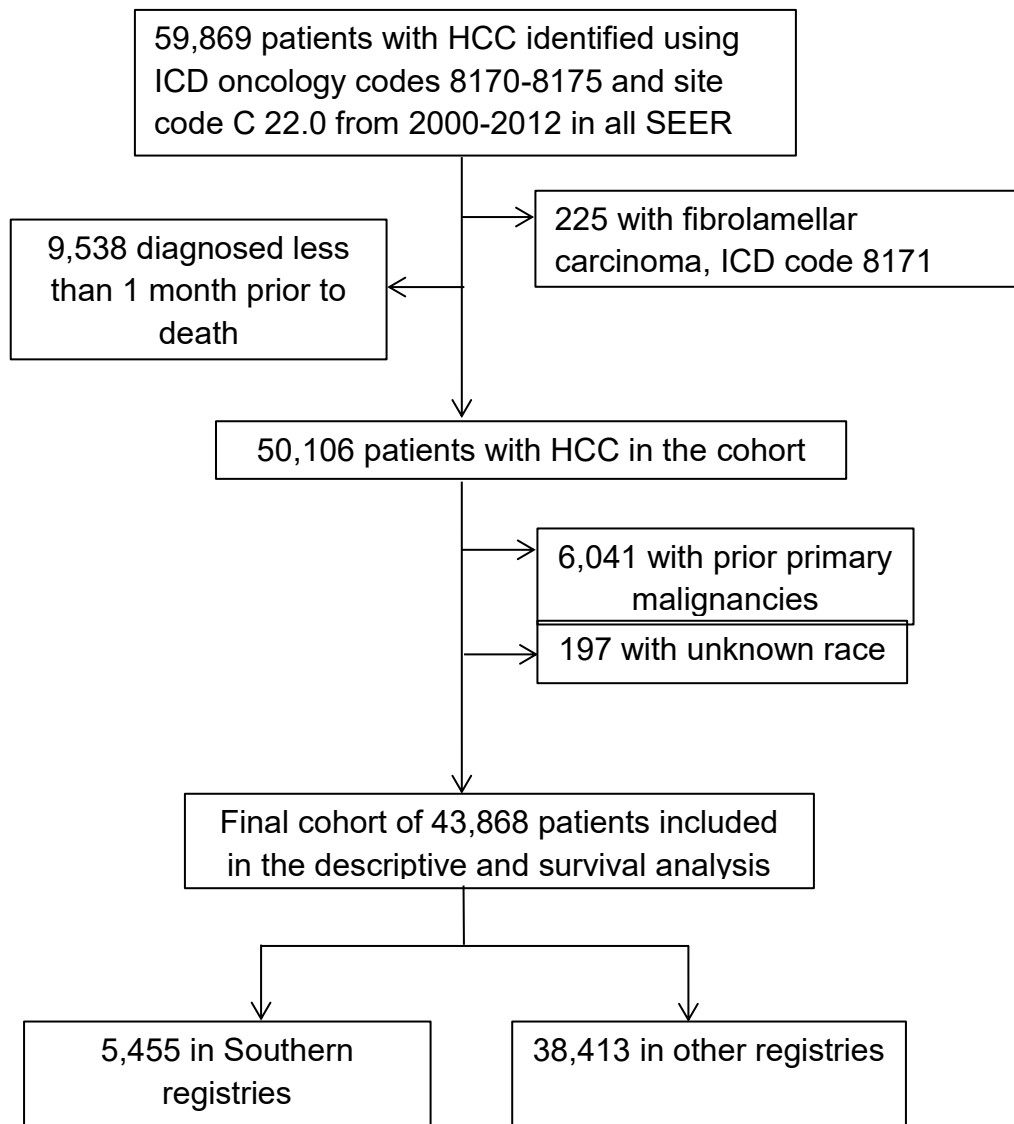 59,869 patients with HCC identified using
ICD oncology codes 8170-8175 and site
code C 22.0 from 2000-2012 in all SEER
225 with fibrolamellar
carcinoma, ICD code 8171
9,538 diagnosed less
than 1 month prior to
death
50,106 patients with HCC in the cohort
6,041 with prior primary
malignancies
197 with unknown race
Final cohort of 43,868 patients included
in the descriptive and survival analysis
5,455 in Southern
registries
38,413 in other registries